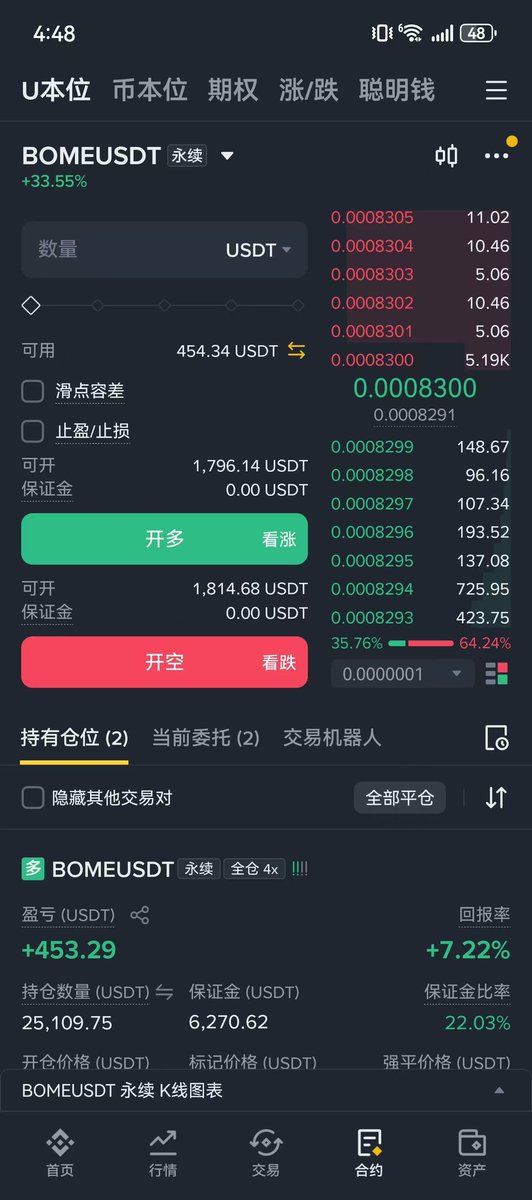 4:48
6
48
U本位 币本位 期权 涨/跌 聪明钱
BOMEUSDT 永续
+33.55%
数量 USDT
可用 454.34 USDT
滑点容差
止盈/止损
可开 1,796.14 USDT
保证金 0.00 USDT
开多 看涨
可开 1,814.68 USDT
保证金 0.00 USDT
开空 看跌
0.0008305 11.02
0.0008304 10.46
0.0008303 5.06
0.0008302 10.46
0.0008301 5.06
0.0008300 5.19K
0.0008300
0.0008291
0.0008299 148.67
0.0008298 96.16
0.0008297 107.34
0.0008296 193.52
0.0008295 137.08
0.0008294 725.95
0.0008293 423.75
35.76% 64.24%
0.0000001
持有仓位 (2) 当前委托 (2) 交易机器人
隐藏其他交易对 全部平仓
多 BOMEUSDT 永续 全仓 4x
盈亏 (USDT) 回报率
+453.29 +7.22%
持仓数量 (USDT) 保证金 (USDT) 保证金比率
25,109.75 6,270.62 22.03%
开仓价格 (USDT) 标记价格 (USDT) 强平价格 (USDT)
BOMEUSDT 永续 K线图表
首页 行情 交易 合约 资产